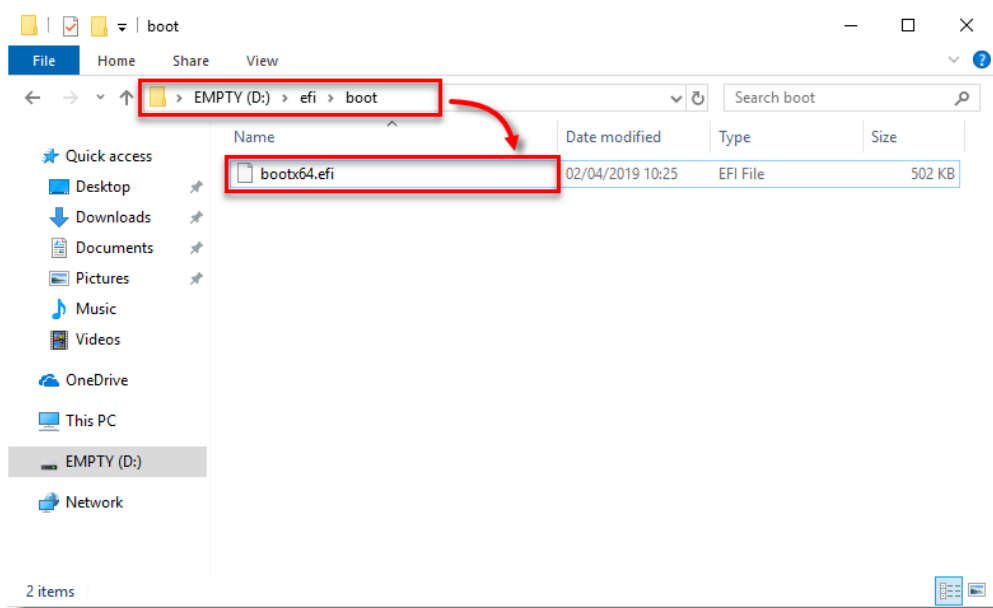 boot
File Home Share View ?
EMPTY (D:) > efi > boot Search boot
Name Date modified Type Size
bootx64.efi 02/04/2019 10:25 EFI File 502 KB
Quick access
Desktop
Downloads
Documents
Pictures
Music
Videos
OneDrive
This PC
EMPTY (D:)
Network
2 items